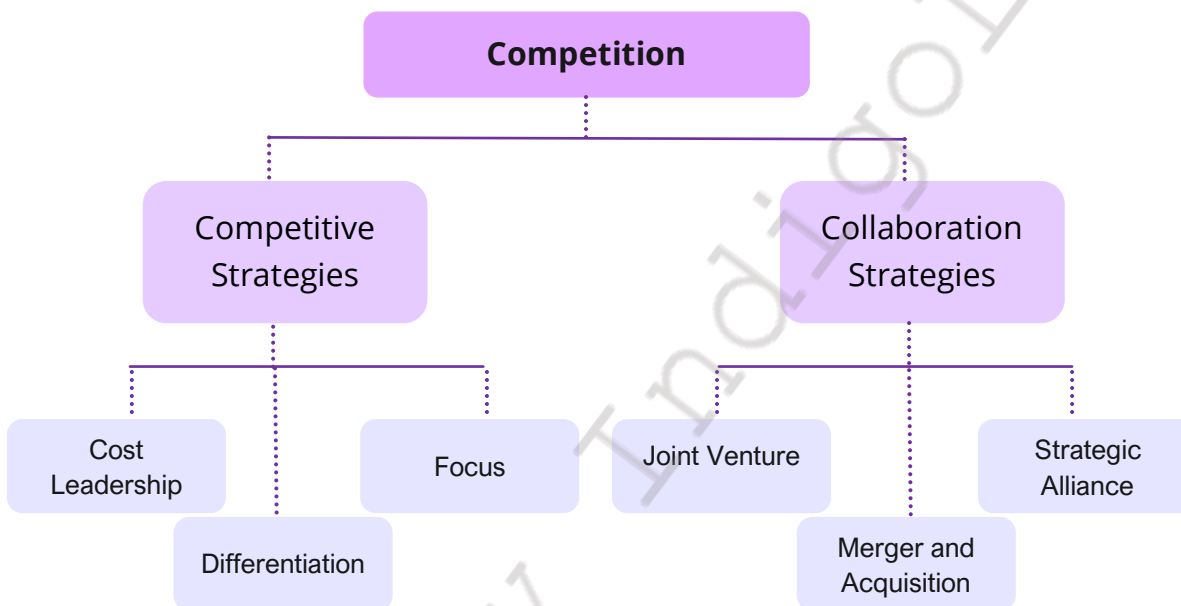 Competition
Competitive
Strategies
Collaboration
Strategies
Cost
Leadership
Differentiation
Focus
Joint Venture
Merger and
Acquisition
Strategic
Alliance